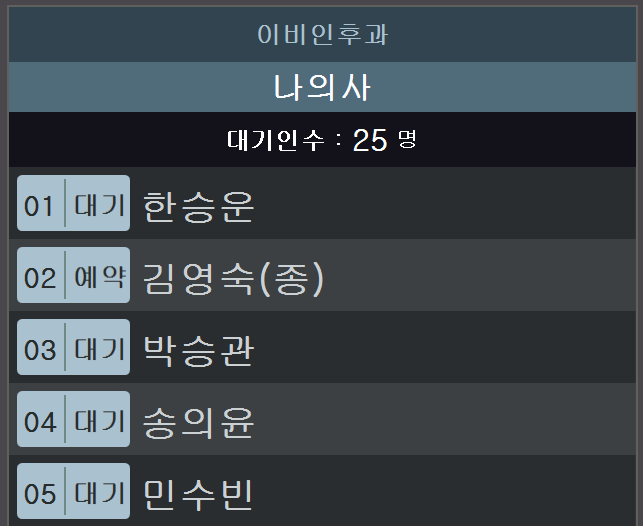 이비인후과
나의사
대기인수 : 25 명
01 대기 한승운
02 예약 김영숙(종)
03 대기 박승관
04 대기 송의윤
05 대기 민수빈